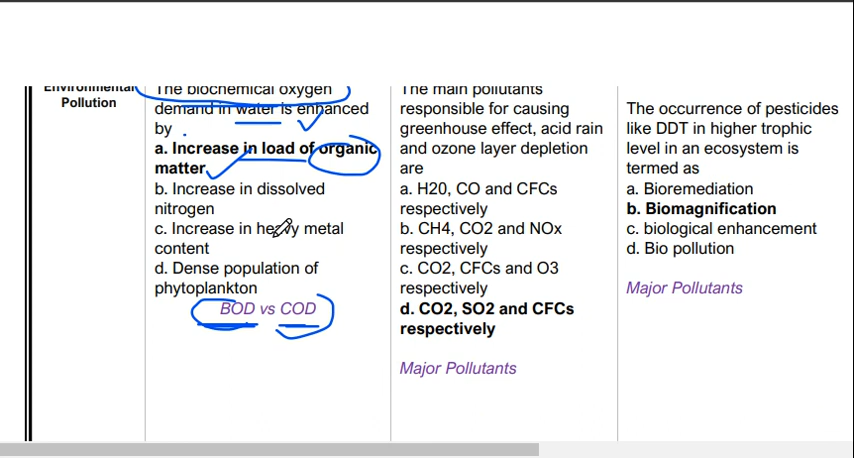 Environmental
Pollution
The biochemical oxygen
demand in water is enhanced
by
a. Increase in load of organic
matter
b. Increase in dissolved
nitrogen
c. Increase in heavy metal
content
d. Dense population of
phytoplankton
BOD vs COD
The main pollutants
responsible for causing
greenhouse effect, acid rain
and ozone layer depletion
are
a. H20, CO and CFCs
respectively
b. CH4, CO2 and NOx
respectively
c. CO2, CFCs and O3
respectively
d. CO2, SO2 and CFCs
respectively
Major Pollutants
The occurrence of pesticides
like DDT in higher trophic
level in an ecosystem is
termed as
a. Bioremediation
b. Biomagnification
c. biological enhancement
d. Bio pollution
Major Pollutants